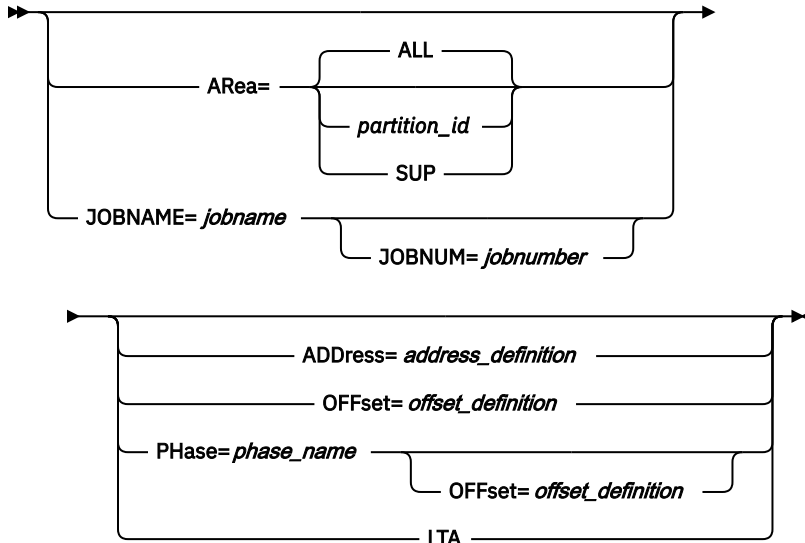 ALL
ARea=
partition_id
SUP
JOBNAME= jobname
JOBNUM= jobnumber
ADDress= address_definition
OFFset= offset_definition
PHase= phase_name
OFFset= offset_definition
LTA